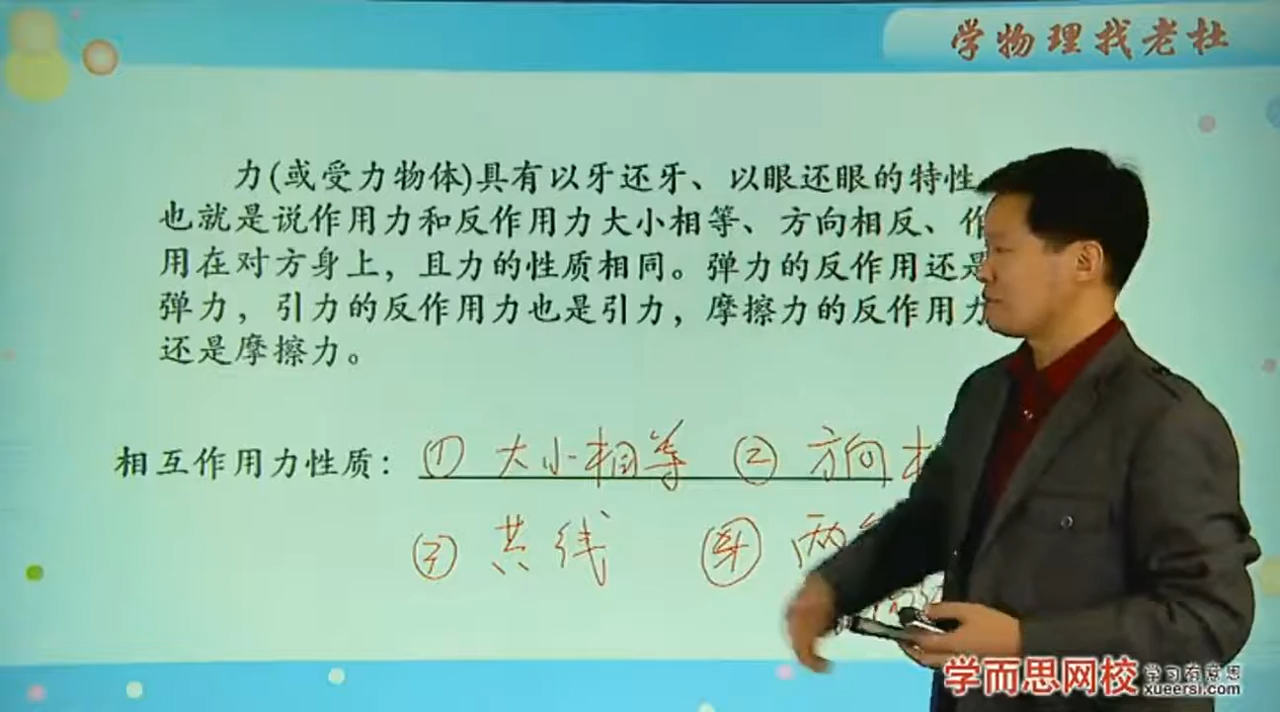 学物理找老杜
力(或受力物体)具有以牙还牙、以眼还眼的特性
也就是说作用力和反作用力大小相等、方向相反、作
用在对方身上，且力的性质相同。弹力的反作用还是
弹力，引力的反作用力也是引力，摩擦力的反作用力
还是摩擦力。
相互作用力性质： ① 大小相等 ② 方向
③ 共线 ④ 两
学而思网校 学习有意思
xueersi.com